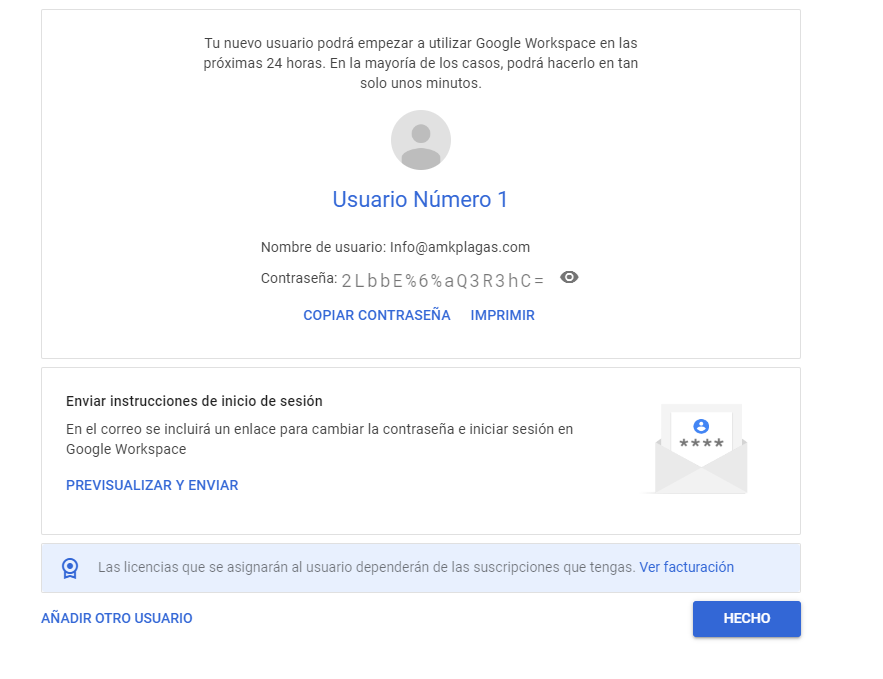 Tu nuevo usuario podrá empezar a utilizar Google Workspace en las
próximas 24 horas. En la mayoría de los casos, podrá hacerlo en tan
solo unos minutos.
Usuario Número 1
Nombre de usuario: Info@amkplagas.com
Contraseña: 2LbbE%6%aQ3R3hC=
COPIAR CONTRASEÑA IMPRIMIR
Enviar instrucciones de inicio de sesión
En el correo se incluirá un enlace para cambiar la contraseña e iniciar sesión en
Google Workspace
PREVISUALIZAR Y ENVIAR
****
Las licencias que se asignarán al usuario dependerán de las suscripciones que tengas. Ver facturación
AÑADIR OTRO USUARIO
HECHO